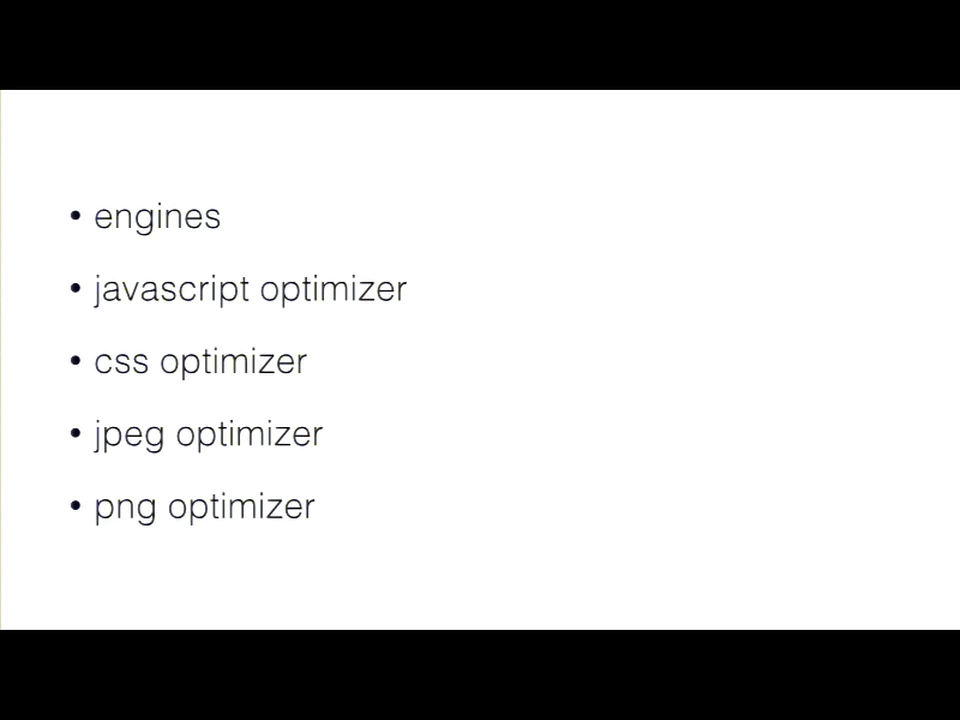 • engines
• javascript optimizer
• css optimizer
• jpeg optimizer
• png optimizer